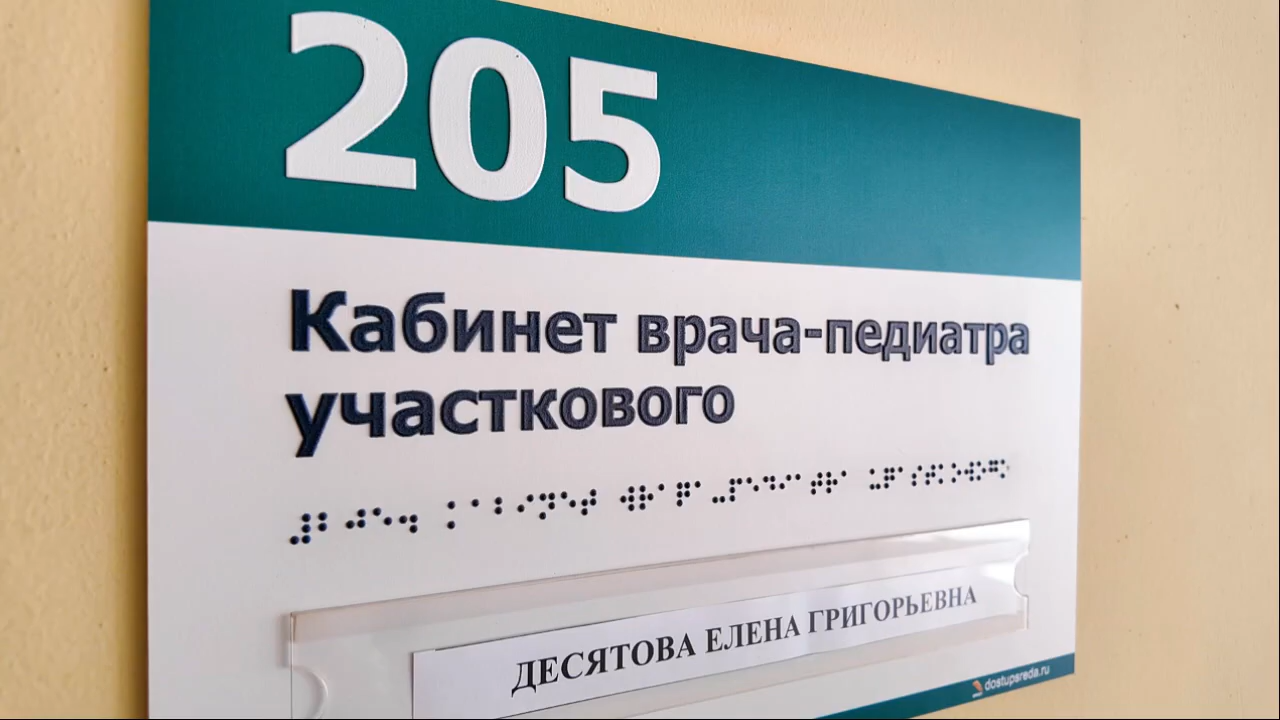 205
Кабинет врача-педиатра
участкового
ДЕСЯТОВА ЕЛЕНА ГРИГОРЬЕВНА
dostupsreda.ru